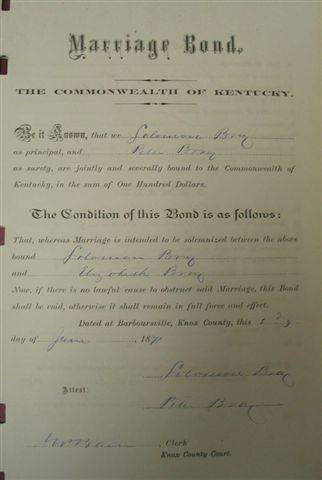 Marriage Bond,
THE COMMONWEALTH OF KENTUCKY.
Be it Known, that we Solomon Bray
as principal, and Peter Bray
as surety, are jointly and severally bound to the Commonwealth of
Kentucky, in the sum of One Hundred Dollars.
The Condition of this Bond is as follows:
That, whereas Marriage is intended to be solemnized between the above
bound Solomon Bray
and Elizabeth Bray
Now, if there is no lawful cause to obstruct said Marriage, this Bond
shall be void, otherwise it shall remain in full force and effect.
Dated at Barboursville, Knox County, this
day of June, 187
Solomon Bray
Attest:
Peter Bray
Clerk
Knox County Court.